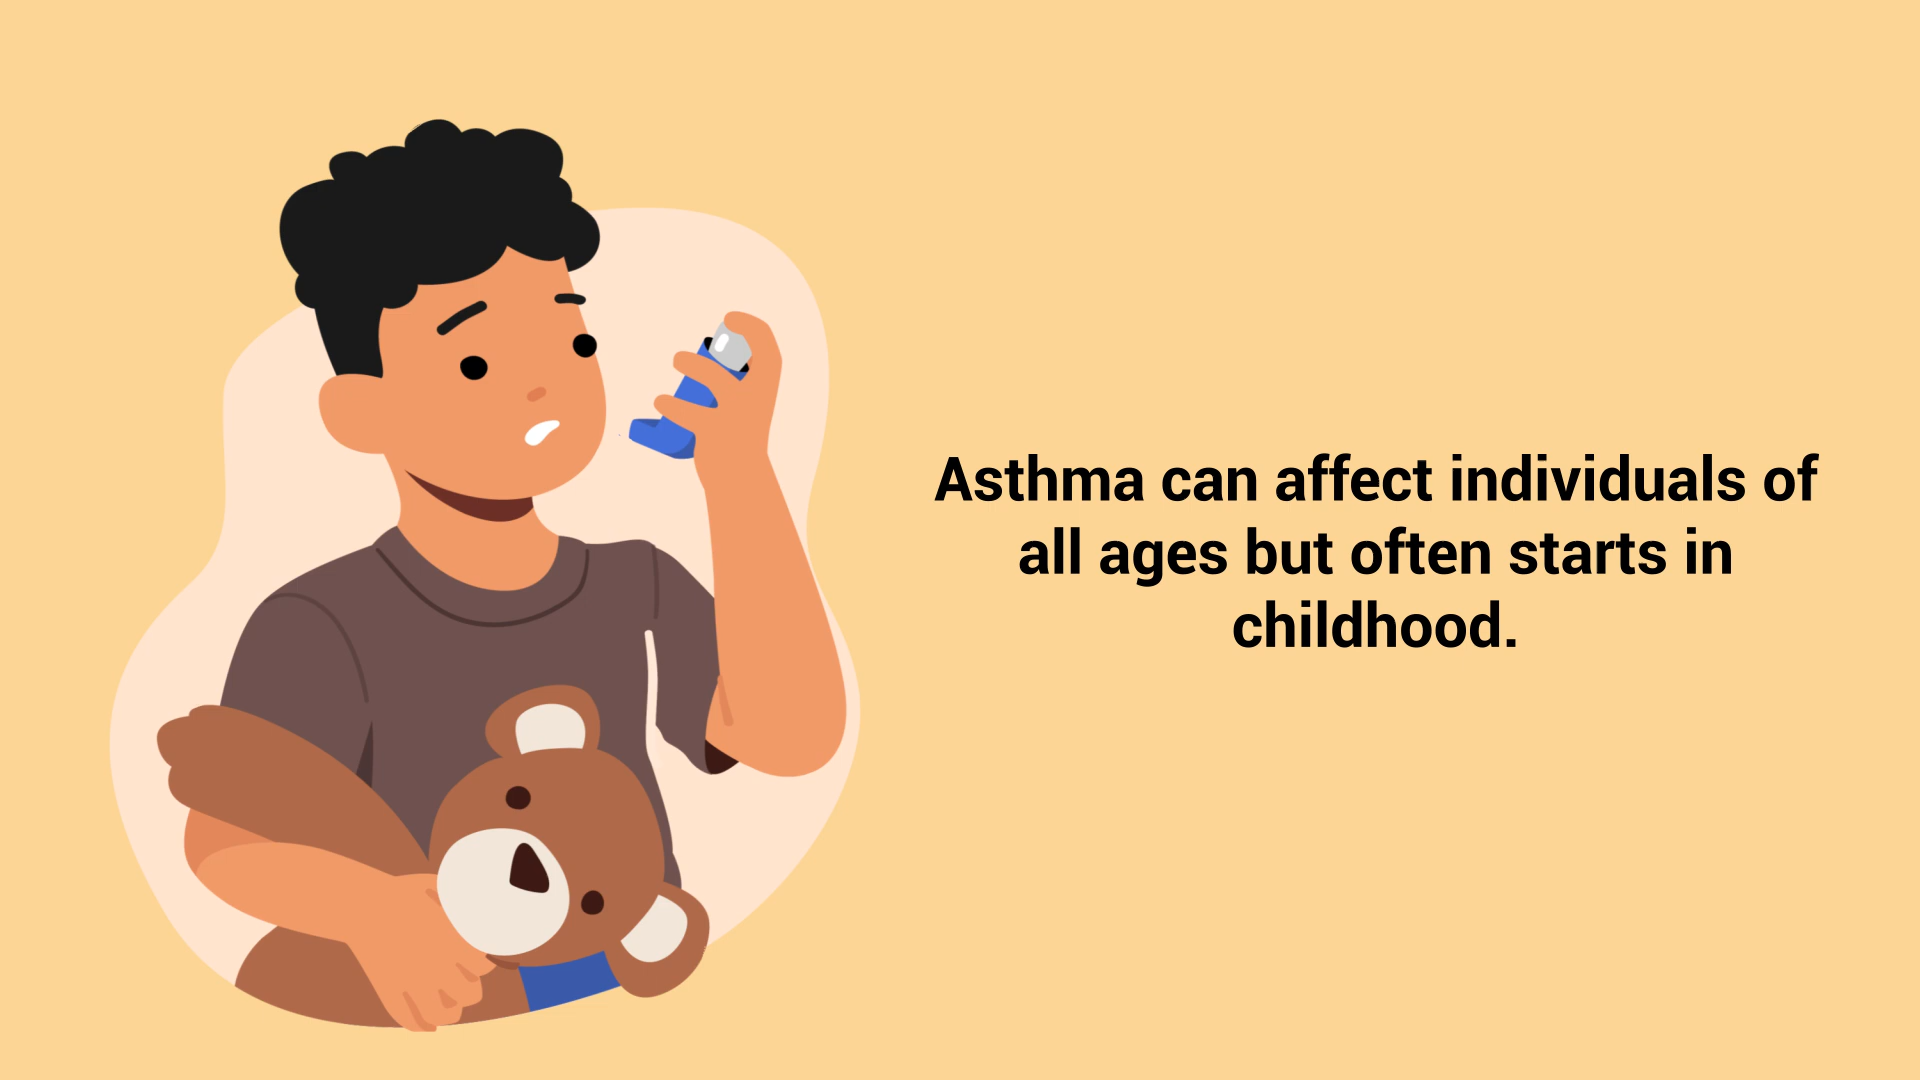 Asthma can affect individuals of
all ages but often starts in
childhood.